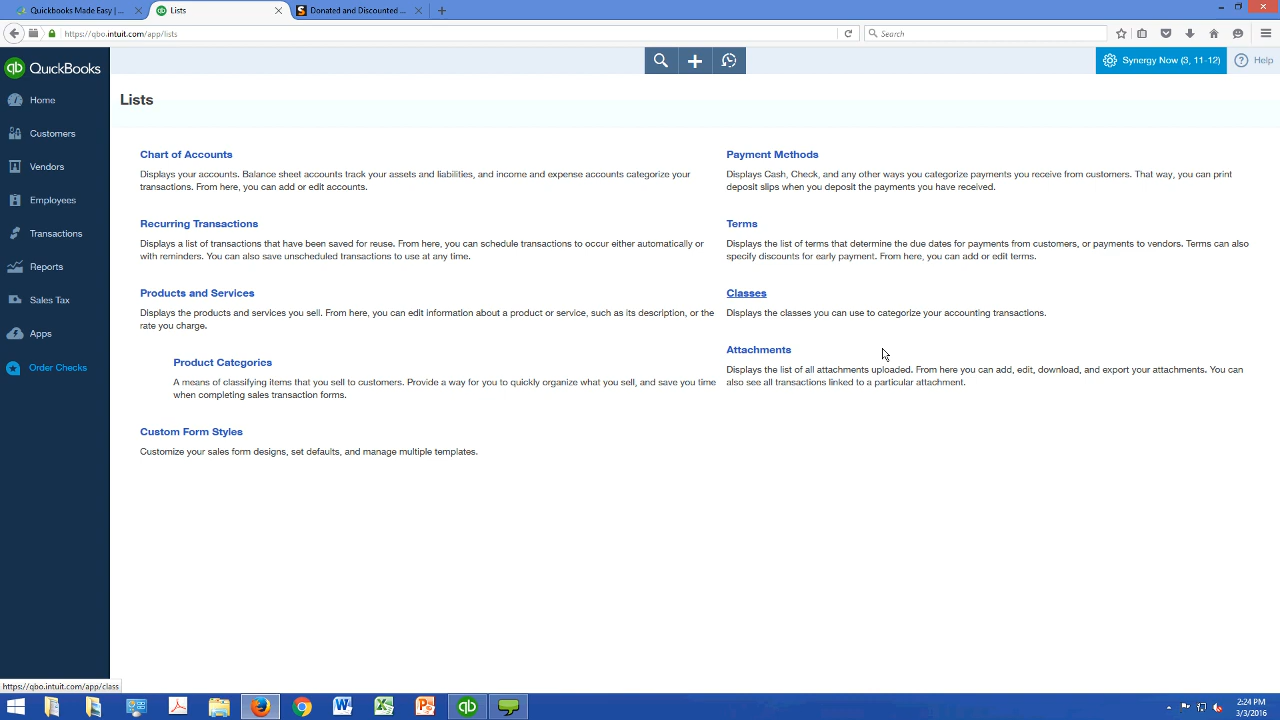 Quickbooks Made Easy | ...
Lists
Donated and Discounted ...
https://qbo.intuit.com/app/lists
Search
QuickBooks
Synergy Now (3, 11-12)
Help
Home
Customers
Vendors
Employees
Transactions
Reports
Sales Tax
Apps
Order Checks
Lists
Chart of Accounts
Displays your accounts. Balance sheet accounts track your assets and liabilities, and income and expense accounts categorize your
transactions. From here, you can add or edit accounts.
Recurring Transactions
Displays a list of transactions that have been saved for reuse. From here, you can schedule transactions to occur either automatically or
with reminders. You can also save unscheduled transactions to use at any time.
Products and Services
Displays the products and services you sell. From here, you can edit information about a product or service, such as its description, or the
rate you charge.
Product Categories
A means of classifying items that you sell to customers. Provide a way for you to quickly organize what you sell, and save you time
when completing sales transaction forms.
Custom Form Styles
Customize your sales form designs, set defaults, and manage multiple templates.
Payment Methods
Displays Cash, Check, and any other ways you categorize payments you receive from customers. That way, you can print
deposit slips when you deposit the payments you have received.
Terms
Displays the list of terms that determine the due dates for payments from customers, or payments to vendors. Terms can also
specify discounts for early payment. From here, you can add or edit terms.
Classes
Displays the classes you can use to categorize your accounting transactions.
Attachments
Displays the list of all attachments uploaded. From here you can add, edit, download, and export your attachments. You can
also see all transactions linked to a particular attachment.
https://qbo.intuit.com/app/class
2:24 PM
3/3/2016